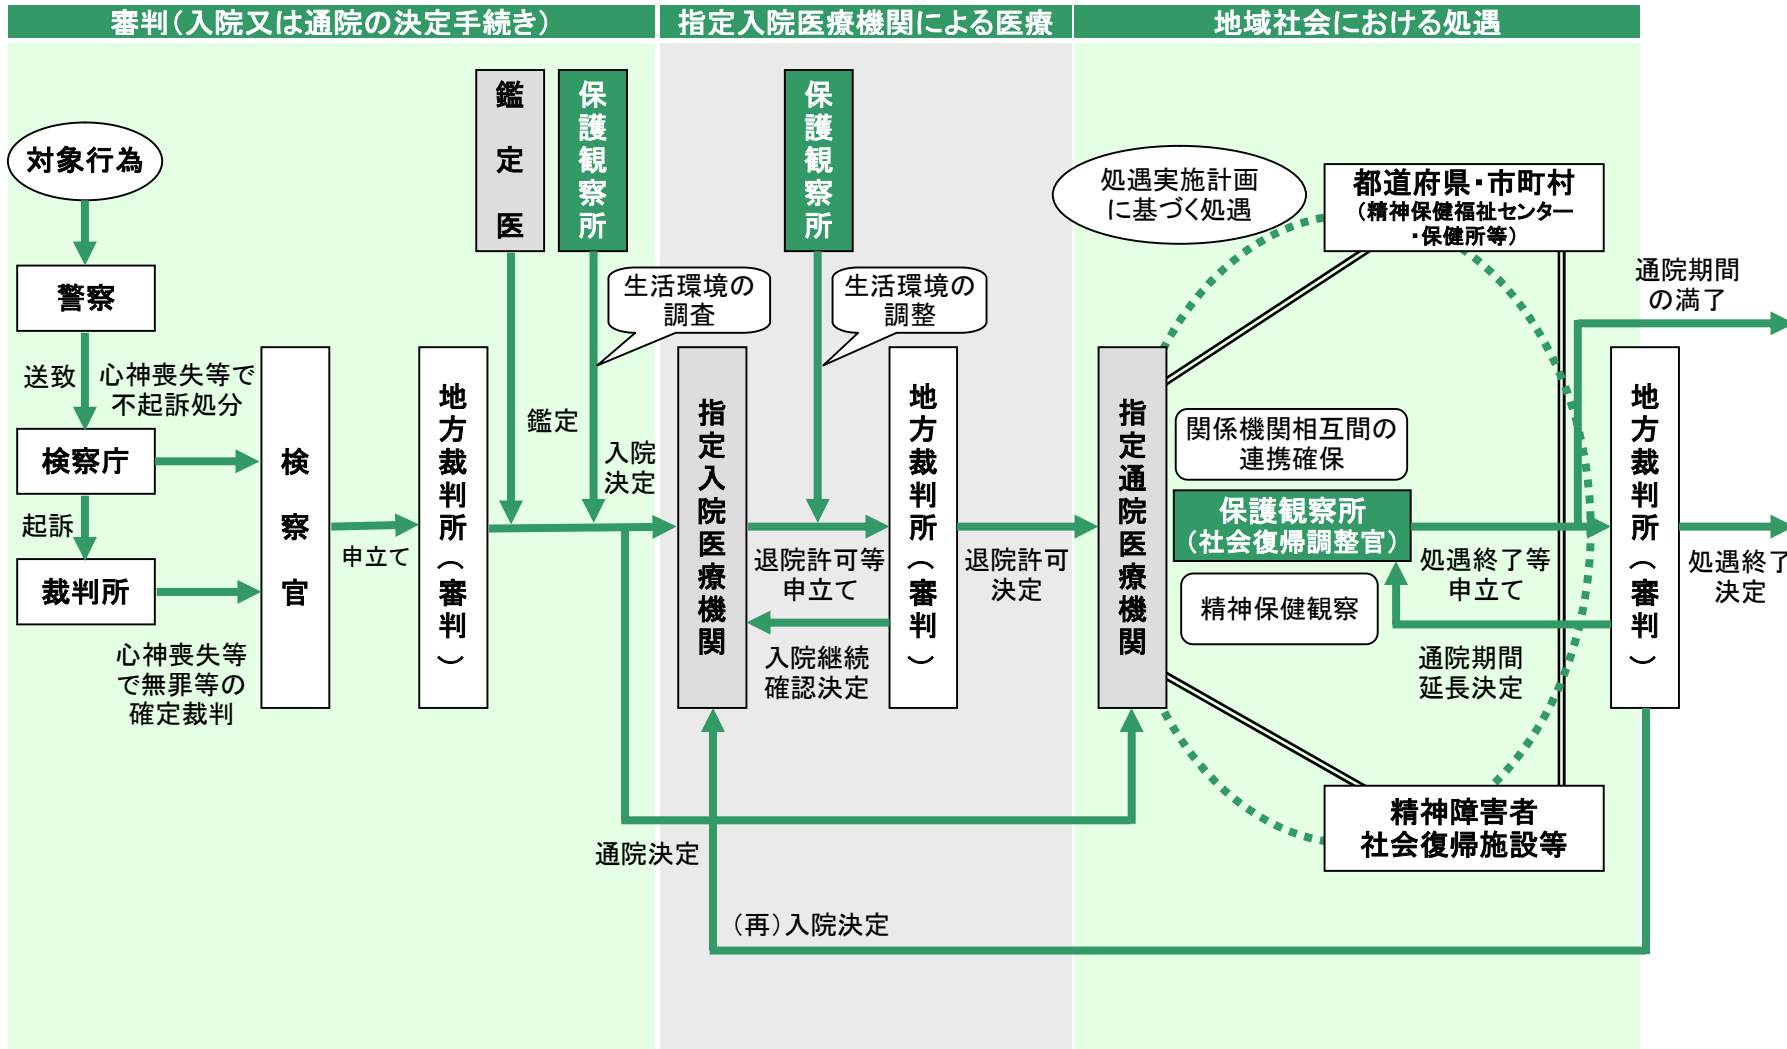 審判（入院又は通院の決定手続き）
指定入院医療機関による医療
地域社会における処遇
対象行為
警察
送致
心神喪失等で
不起訴処分
検察庁
起訴
裁判所
心神喪失等
で無罪等の
確定裁判
検察官
申立て
地方裁判所（審判）
鑑定医
鑑定
保護観察所
生活環境の
調査
入院
決定
通院決定
指定入院医療機関
保護観察所
生活環境の
調整
退院許可等
申立て
入院継続
確認決定
地方裁判所（審判）
退院許可
決定
（再）入院決定
処遇実施計画
に基づく処遇
都道府県・市町村
（精神保健福祉センター
・保健所等）
指定通院医療機関
関係機関相互間の
連携確保
保護観察所
（社会復帰調整官）
精神保健観察
処遇終了等
申立て
通院期間
延長決定
精神障害者
社会復帰施設等
地方裁判所（審判）
通院期間
の満了
処遇終了
決定